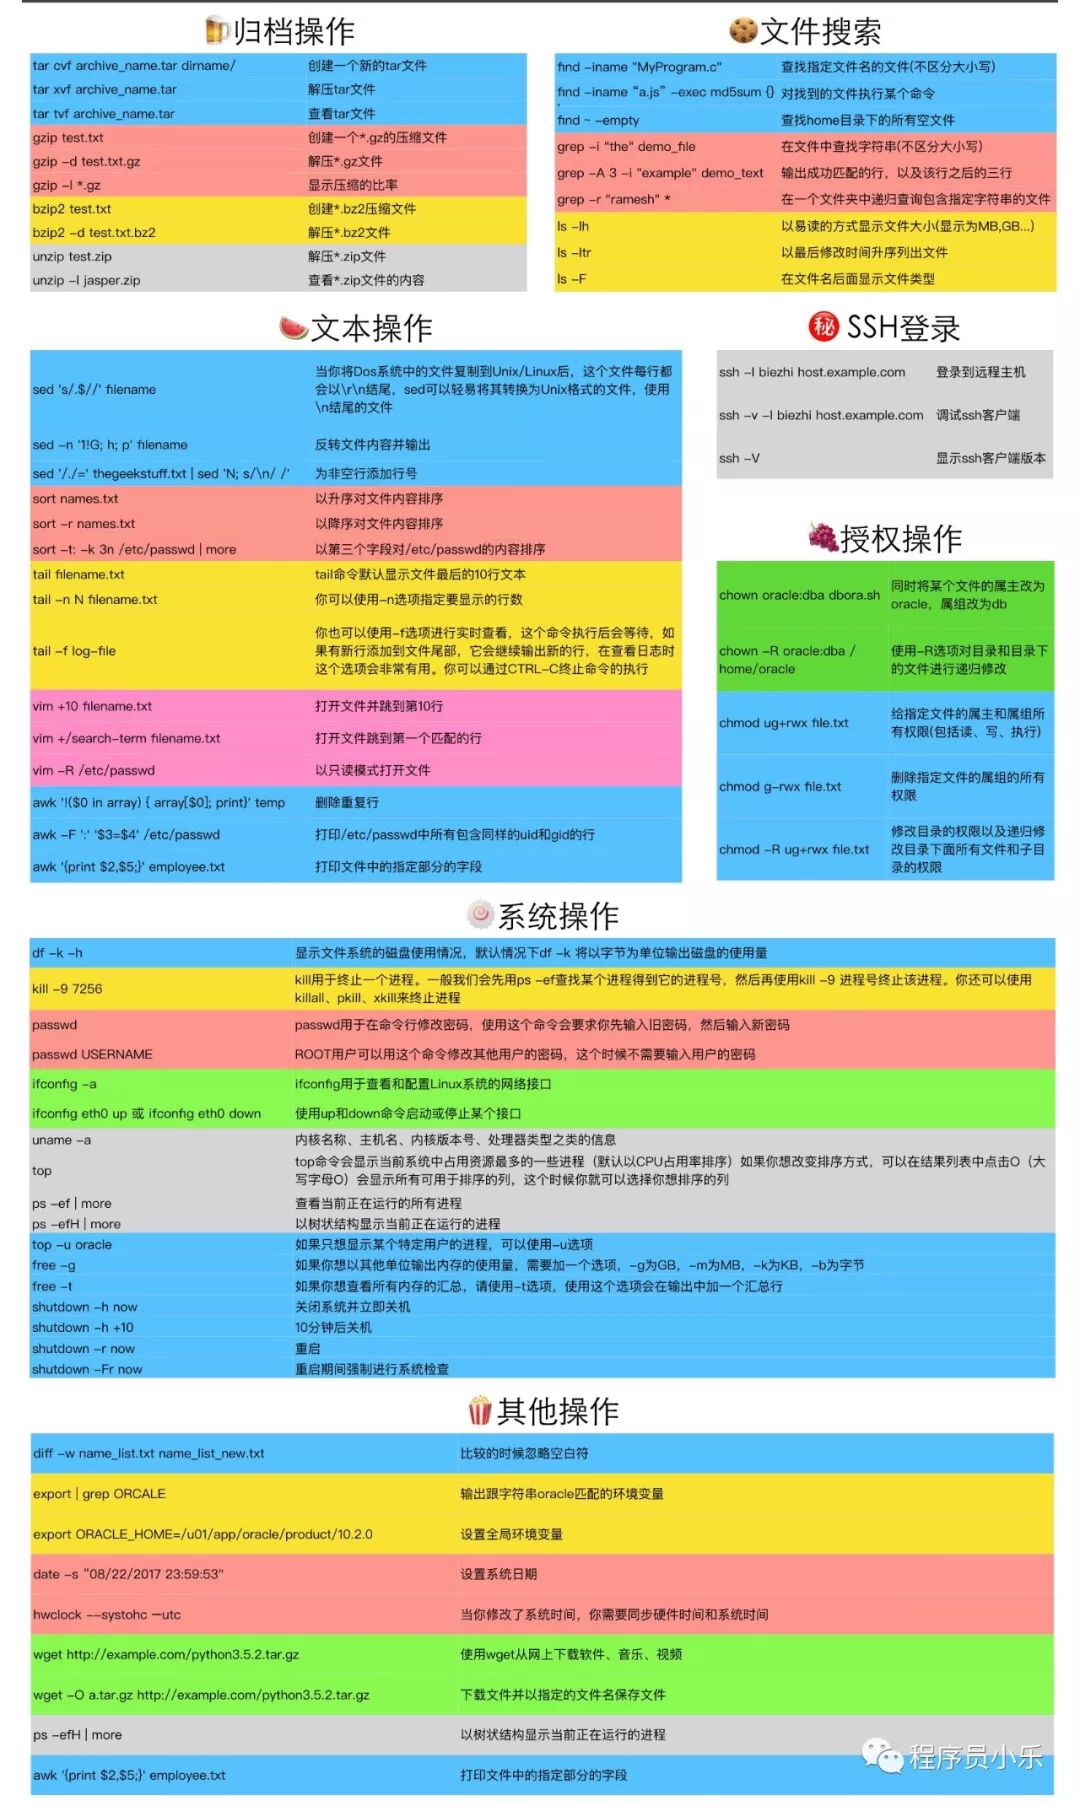 归档操作
tar cvf archive_name.tar dirname/ 创建一个新的tar文件
tar xvf archive_name.tar 解压tar文件
tar tvf archive_name.tar 查看tar文件
gzip test.txt 创建一个*.gz的压缩文件
gzip -d test.txt.gz 解压*.gz文件
gzip -l *.gz 显示压缩的比率
bzip2 test.txt 创建*.bz2压缩文件
bzip2 -d test.txt.bz2 解压*.bz2文件
unzip test.zip 解压*.zip文件
unzip -l jasper.zip 查看*.zip文件的内容
文件搜索
find -iname "MyProgram.c" 查找指定文件名的文件(不区分大小写)
find -iname “a.js” -exec md5sum {} 对找到的文件执行某个命令
find ~ -empty 查找home目录下的所有空文件
grep -i "the" demo_file 在文件中查找字符串(不区分大小写)
grep -A 3 -i "example" demo_text 输出成功匹配的行，以及该行之后的三行
grep -r "ramesh" * 在一个文件夹中递归查询包含指定字符串的文件
ls -lh 以易读的方式显示文件大小(显示为MB,GB...)
ls -ltr 以最后修改时间升序列出文件
ls -F 在文件名后面显示文件类型
文本操作
sed 's/.$//' filename 当你将Dos系统中的文件复制到Unix/Linux后，这个文件每行都
会以\r\n结尾，sed可以轻易将其转换为Unix格式的文件，使用
\n结尾的文件
sed -n '1!G; h; p' filename 反转文件内容并输出
sed '/./=' thegeekstuff.txt | sed 'N; s/\n/ /' 为非空行添加行号
sort names.txt 以升序对文件内容排序
sort -r names.txt 以降序对文件内容排序
sort -t: -k 3n /etc/passwd | more 以第三个字段对/etc/passwd的内容排序
tail filename.txt tail命令默认显示文件最后的10行文本
tail -n N filename.txt 你可以使用-n选项指定要显示的行数
tail -f log-file 你也可以使用-f选项进行实时查看，这个命令执行后会等待，如
果有新行添加到文件尾部，它会继续输出新的行，在查看日志时
这个选项会非常有用。你可以通过CTRL-C终止命令的执行
vim +10 filename.txt 打开文件并跳到第10行
vim +/search-term filename.txt 打开文件跳到第一个匹配的行
vim -R /etc/passwd 以只读模式打开文件
awk '!($0 in array) { array[$0]; print}' temp 删除重复行
awk -F ':' '$3=$4' /etc/passwd 打印/etc/passwd中所有包含同样的uid和gid的行
awk '{print $2,$5;}' employee.txt 打印文件中的指定部分的字段
秘 SSH登录
ssh -l biezhi host.example.com 登录到远程主机
ssh -v -l biezhi host.example.com 调试ssh客户端
ssh -V 显示ssh客户端版本
授权操作
chown oracle:dba dbora.sh 同时将某个文件的属主改为
oracle，属组改为db
chown -R oracle:dba / 使用-R选项对目录和目录下
home/oracle 的文件进行递归修改
chmod ug+rwx file.txt 给指定文件的属主和属组所
有权限(包括读、写、执行)
chmod g-rwx file.txt 删除指定文件的属组的所有
权限
chmod -R ug+rwx file.txt 修改目录的权限以及递归修
改目录下面所有文件和子目
录的权限
系统操作
df -k -h 显示文件系统的磁盘使用情况，默认情况下df -k 将以字节为单位输出磁盘的使用量
kill -9 7256 kill用于终止一个进程。一般我们会先用ps -ef查找某个进程得到它的进程号，然后再使用kill -9 进程号终止该进程。你还可以使用
killall、pkill、xkill来终止进程
passwd passwd用于在命令行修改密码，使用这个命令会要求你先输入旧密码，然后输入新密码
passwd USERNAME ROOT用户可以用这个命令修改其他用户的密码，这个时候不需要输入用户的密码
ifconfig -a ifconfig用于查看和配置Linux系统的网络接口
ifconfig eth0 up 或 ifconfig eth0 down 使用up和down命令启动或停止某个接口
uname -a 内核名称、主机名、内核版本号、处理器类型之类的信息
top top命令会显示当前系统中占用资源最多的一些进程（默认以CPU占用率排序）如果你想改变排序方式，可以在结果列表中点击O（大
写字母O）会显示所有可用于排序的列，这个时候你就可以选择你想排序的列
ps -ef | more 查看当前正在运行的所有进程
ps -efH | more 以树状结构显示当前正在运行的进程
top -u oracle 如果只想显示某个特定用户的进程，可以使用-u选项
free -g 如果你想以其他单位输出内存的使用量，需要加一个选项，-g为GB，-m为MB，-k为KB，-b为字节
free -t 如果你想查看所有内存的汇总，请使用-t选项，使用这个选项会在输出中加一个汇总行
shutdown -h now 关闭系统并立即关机
shutdown -h +10 10分钟后关机
shutdown -r now 重启
shutdown -Fr now 重启期间强制进行系统检查
其他操作
diff -w name_list.txt name_list_new.txt 比较的时候忽略空白符
export | grep ORCALE 输出跟字符串oracle匹配的环境变量
export ORACLE_HOME=/u01/app/oracle/product/10.2.0 设置全局环境变量
date -s “08/22/2017 23:59:53" 设置系统日期
hwclock --systohc —utc 当你修改了系统时间，你需要同步硬件时间和系统时间
wget http://example.com/python3.5.2.tar.gz 使用wget从网上下载软件、音乐、视频
wget -O a.tar.gz http://example.com/python3.5.2.tar.gz 下载文件并以指定的文件名保存文件
ps -efH | more 以树状结构显示当前正在运行的进程
awk '{print $2,$5;}' employee.txt 打印文件中的指定部分的字段
程序员小乐